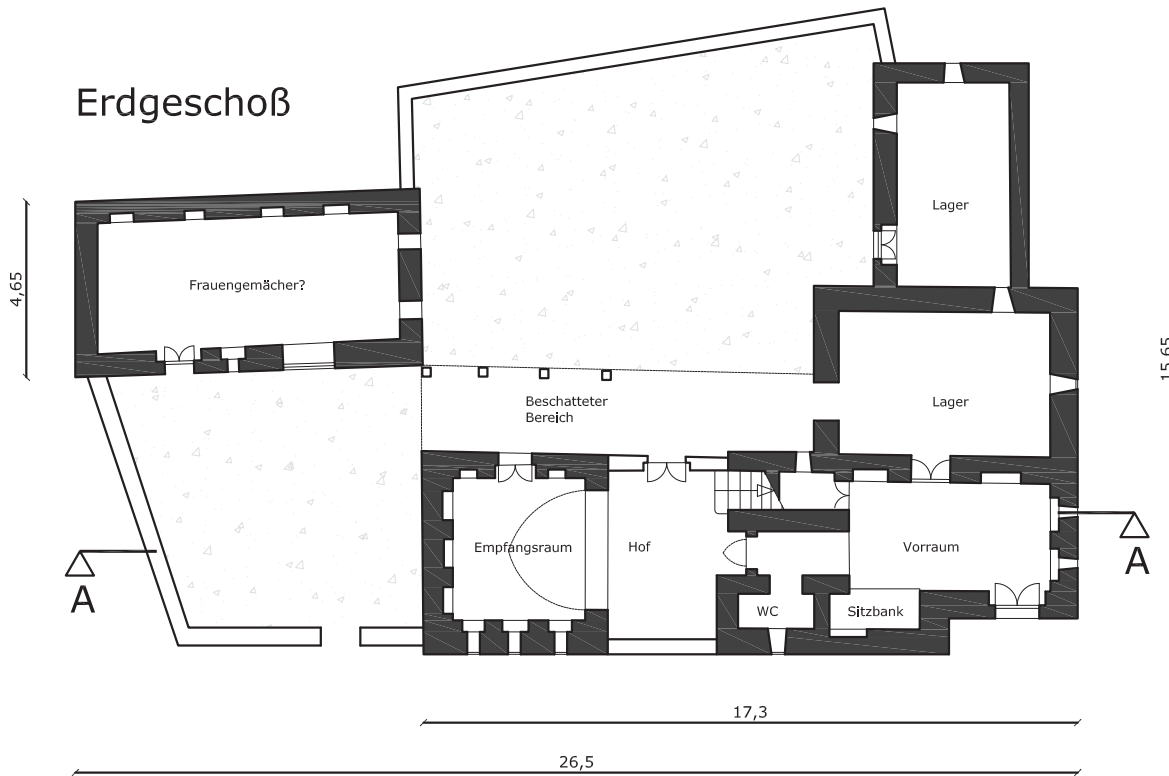 Erdgeschoß
Lager
4,65
Frauengemächer?
15,65
Beschatteter
Bereich
Lager
Empfangsraum
Hof
Vorraum
A
A
WC
Sitzbank
17,3
26,5